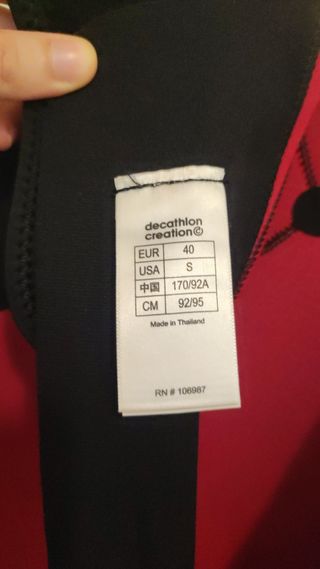 decathlon
creation©
EUR 40
USA S
中国 170/92A
CM 92/95
Made in Thailand
RN # 106987